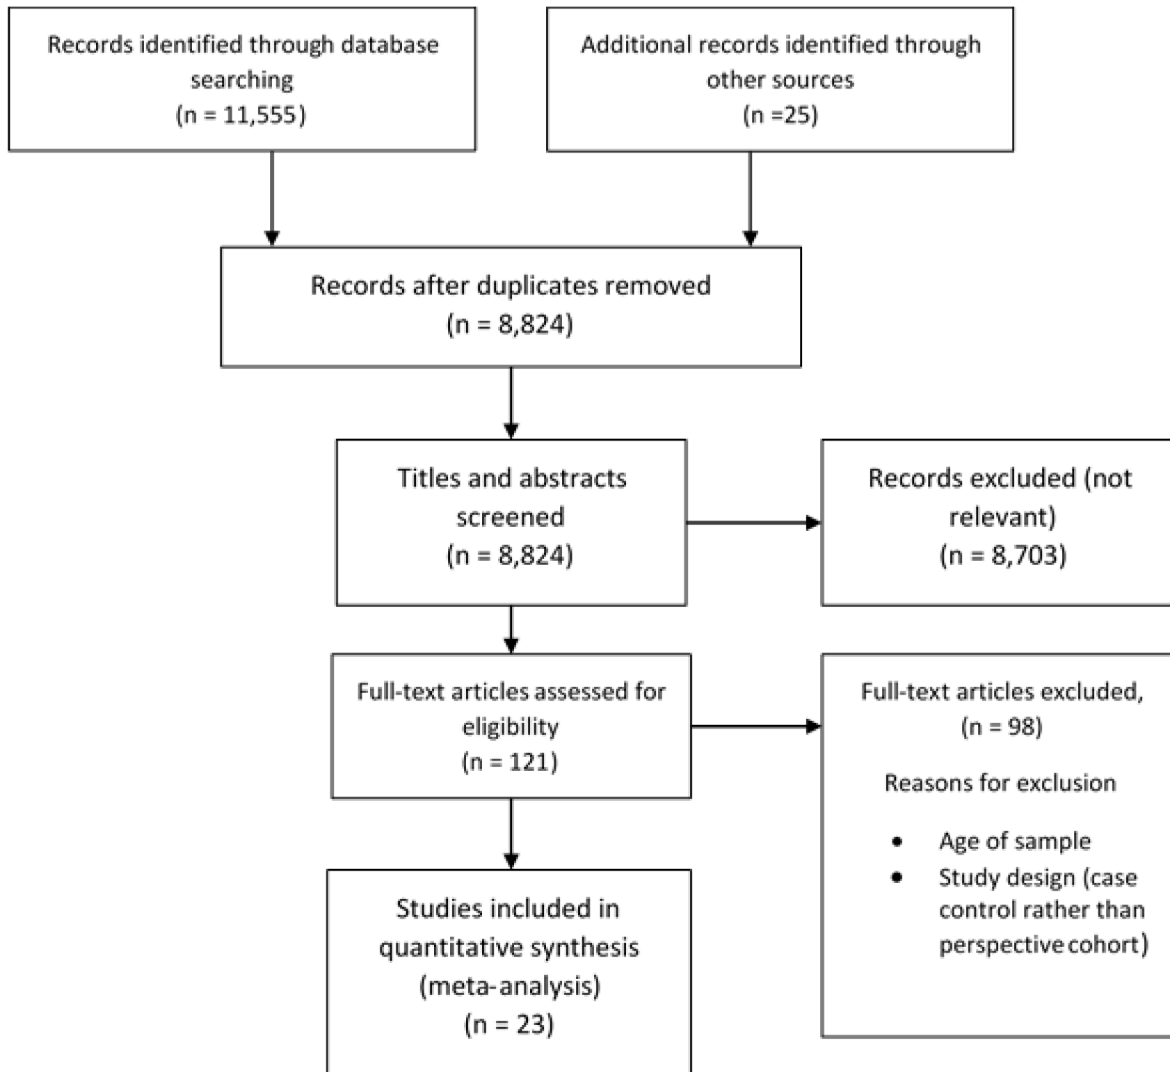 Records identified through database
searching
(n = 11,555)
Additional records identified through
other sources
(n =25)
Records after duplicates removed
(n = 8,824)
Titles and abstracts
screened
(n = 8,824)
Records excluded (not
relevant)
(n = 8,703)
Full-text articles assessed for
eligibility
(n = 121)
Full-text articles excluded,
(n = 98)
Reasons for exclusion
● Age of sample
● Study design (case
control rather than
perspective cohort)
Studies included in
quantitative synthesis
(meta-analysis)
(n = 23)